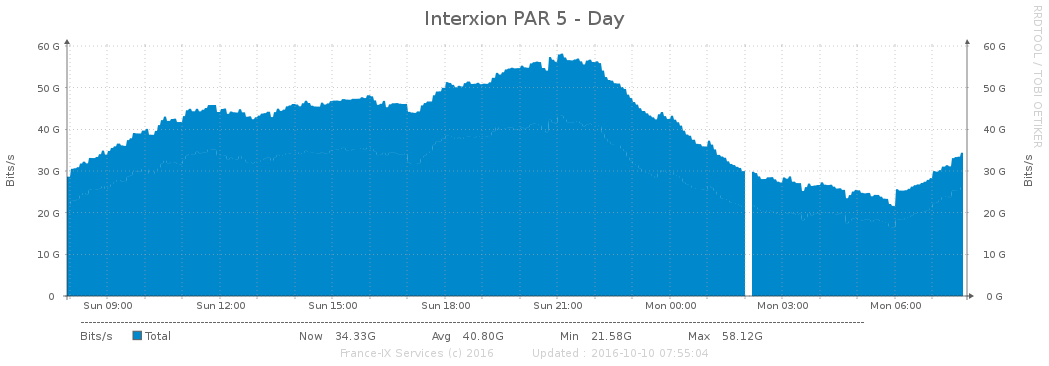 Interxion PAR 5 - Day
RRDTOOL / TOBI OETIKER
Bits/s
60 G
50 G
40 G
30 G
20 G
10 G
0
60 G
50 G
40 G
30 G
20 G
10 G
0 G
Bits/s
Sun 09:00 Sun 12:00 Sun 15:00 Sun 18:00 Sun 21:00 Mon 00:00 Mon 03:00 Mon 06:00
Bits/s Total Now 34.33G Avg 40.80G Min 21.58G Max 58.12G
France-IX Services (c) 2016 Updated : 2016-10-10 07:55:04